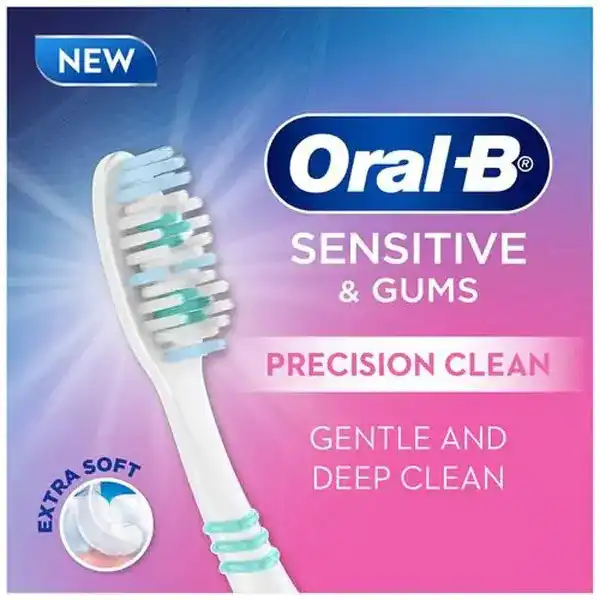 NEW
Oral-B®
SENSITIVE
& GUMS
PRECISION CLEAN
GENTLE AND
DEEP CLEAN
EXTRA SOFT